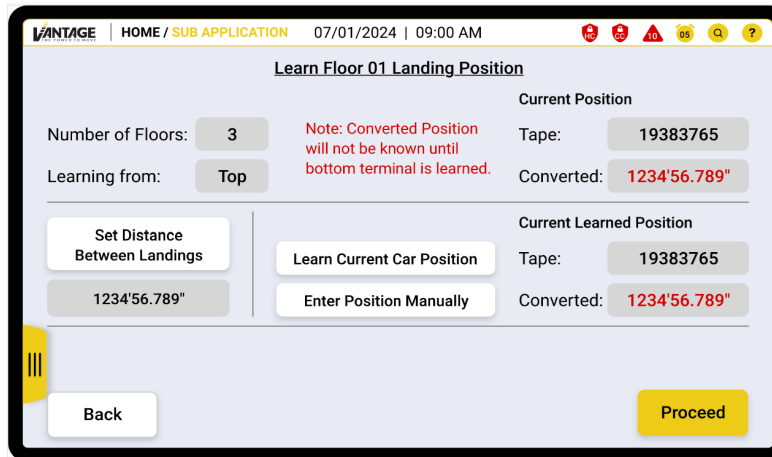 VANTAGE HOME / SUB APPLICATION 07/01/2024 | 09:00 AM HC CC 10 05 ?
THE POWER TO MOVE
Learn Floor 01 Landing Position
Current Position
Number of Floors: 3
Note: Converted Position
will not be known until
bottom terminal is learned.
Tape: 19383765
Learning from: Top
Converted: 1234'56.789"
Set Distance
Between Landings
1234'56.789"
Learn Current Car Position
Enter Position Manually
Current Learned Position
Tape: 19383765
Converted: 1234'56.789"
Back
Proceed